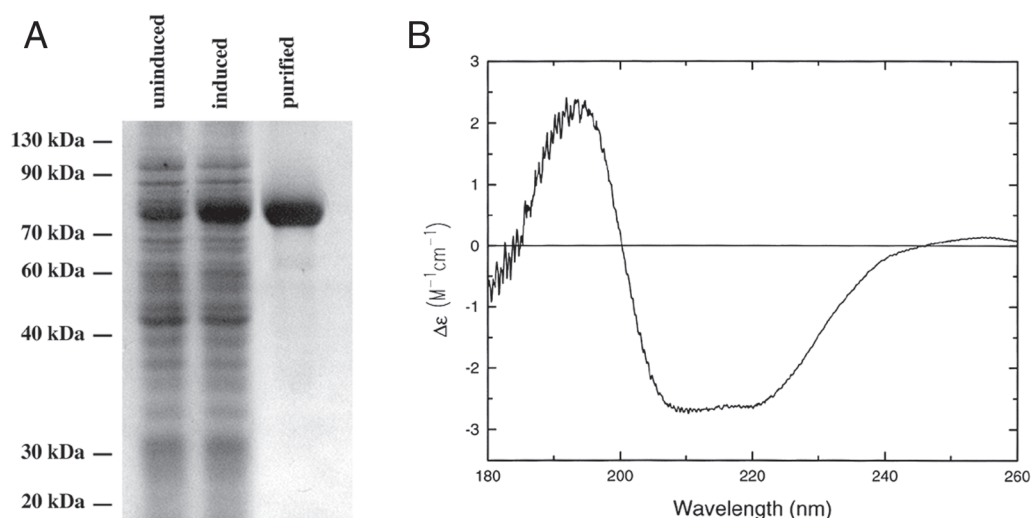 A
uninduced
induced
purified
130 kDa
90 kDa
70 kDa
60 kDa
40 kDa
30 kDa
20 kDa
B
3
2
1
0
-1
-2
-3
Δε (M⁻¹cm⁻¹)
180 200 220 240 260
Wavelength (nm)